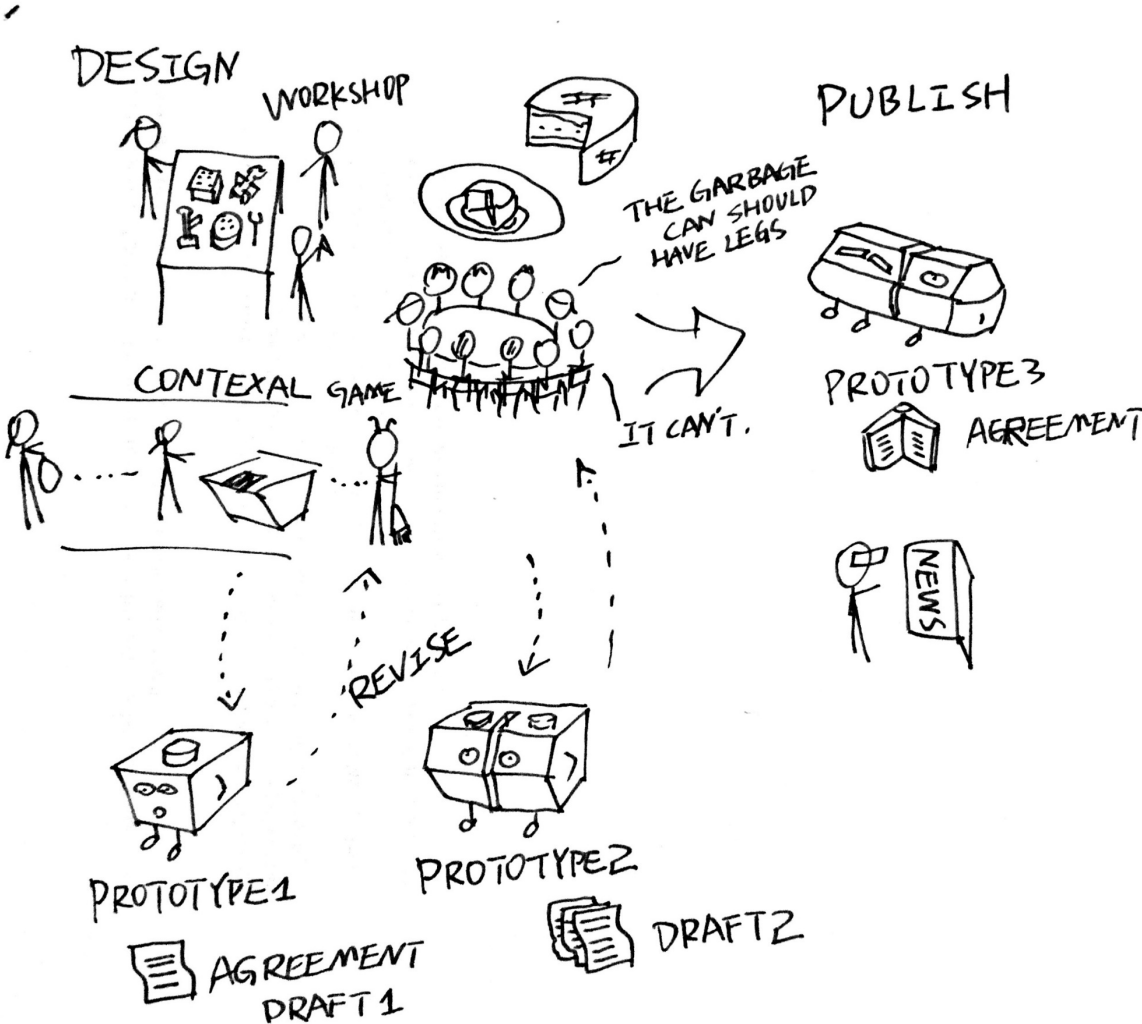 DESIGN
WORKSHOP
PUBLISH
THE GARBAGE
CAN SHOULD
HAVE LEGS
CONTEXAL GAME
IT CAN'T.
PROTOTYPE3
AGREEMENT
NEWS
REVISE
PROTOTYPE1
AGREEMENT
DRAFT1
PROTOTYPE2
DRAFT2